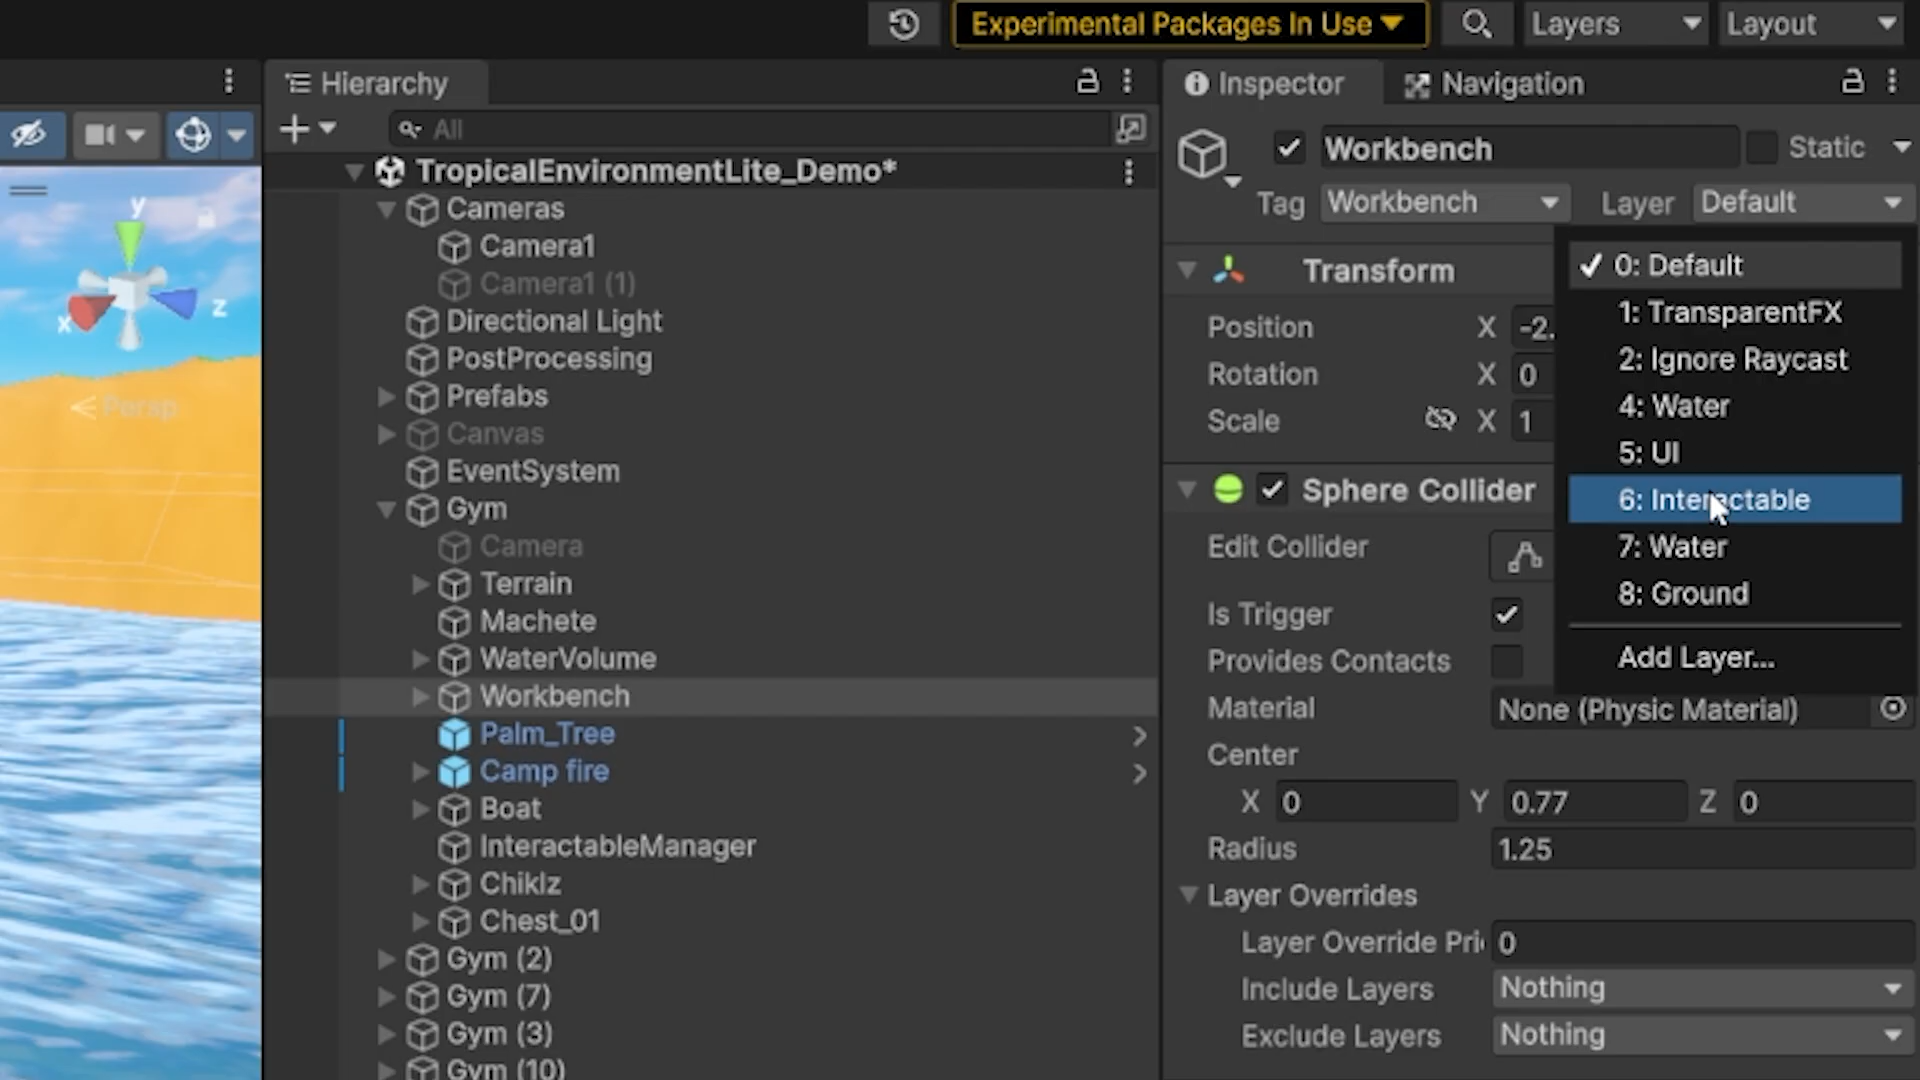 Experimental Packages In Use
Layers
Layout
Hierarchy
All
TropicalEnvironmentLite_Demo*
Cameras
Camera1
Camera1 (1)
Directional Light
PostProcessing
Prefabs
Canvas
EventSystem
Gym
Camera
Terrain
Machete
WaterVolume
Workbench
Palm_Tree
Camp fire
Boat
InteractableManager
Chiklz
Chest_01
Gym (2)
Gym (7)
Gym (3)
Gym (10)
y
x
z
Persp
Inspector
Navigation
Workbench
Static
Tag Workbench
Layer Default
0: Default
1: TransparentFX
2: Ignore Raycast
4: Water
5: UI
6: Interactable
7: Water
8: Ground
Add Layer...
Transform
Position X -2.
Rotation X 0
Scale X 1
Sphere Collider
Edit Collider
Is Trigger
Provides Contacts
Material None (Physic Material)
Center
X 0 Y 0.77 Z 0
Radius 1.25
Layer Overrides
Layer Override Pri 0
Include Layers Nothing
Exclude Layers Nothing